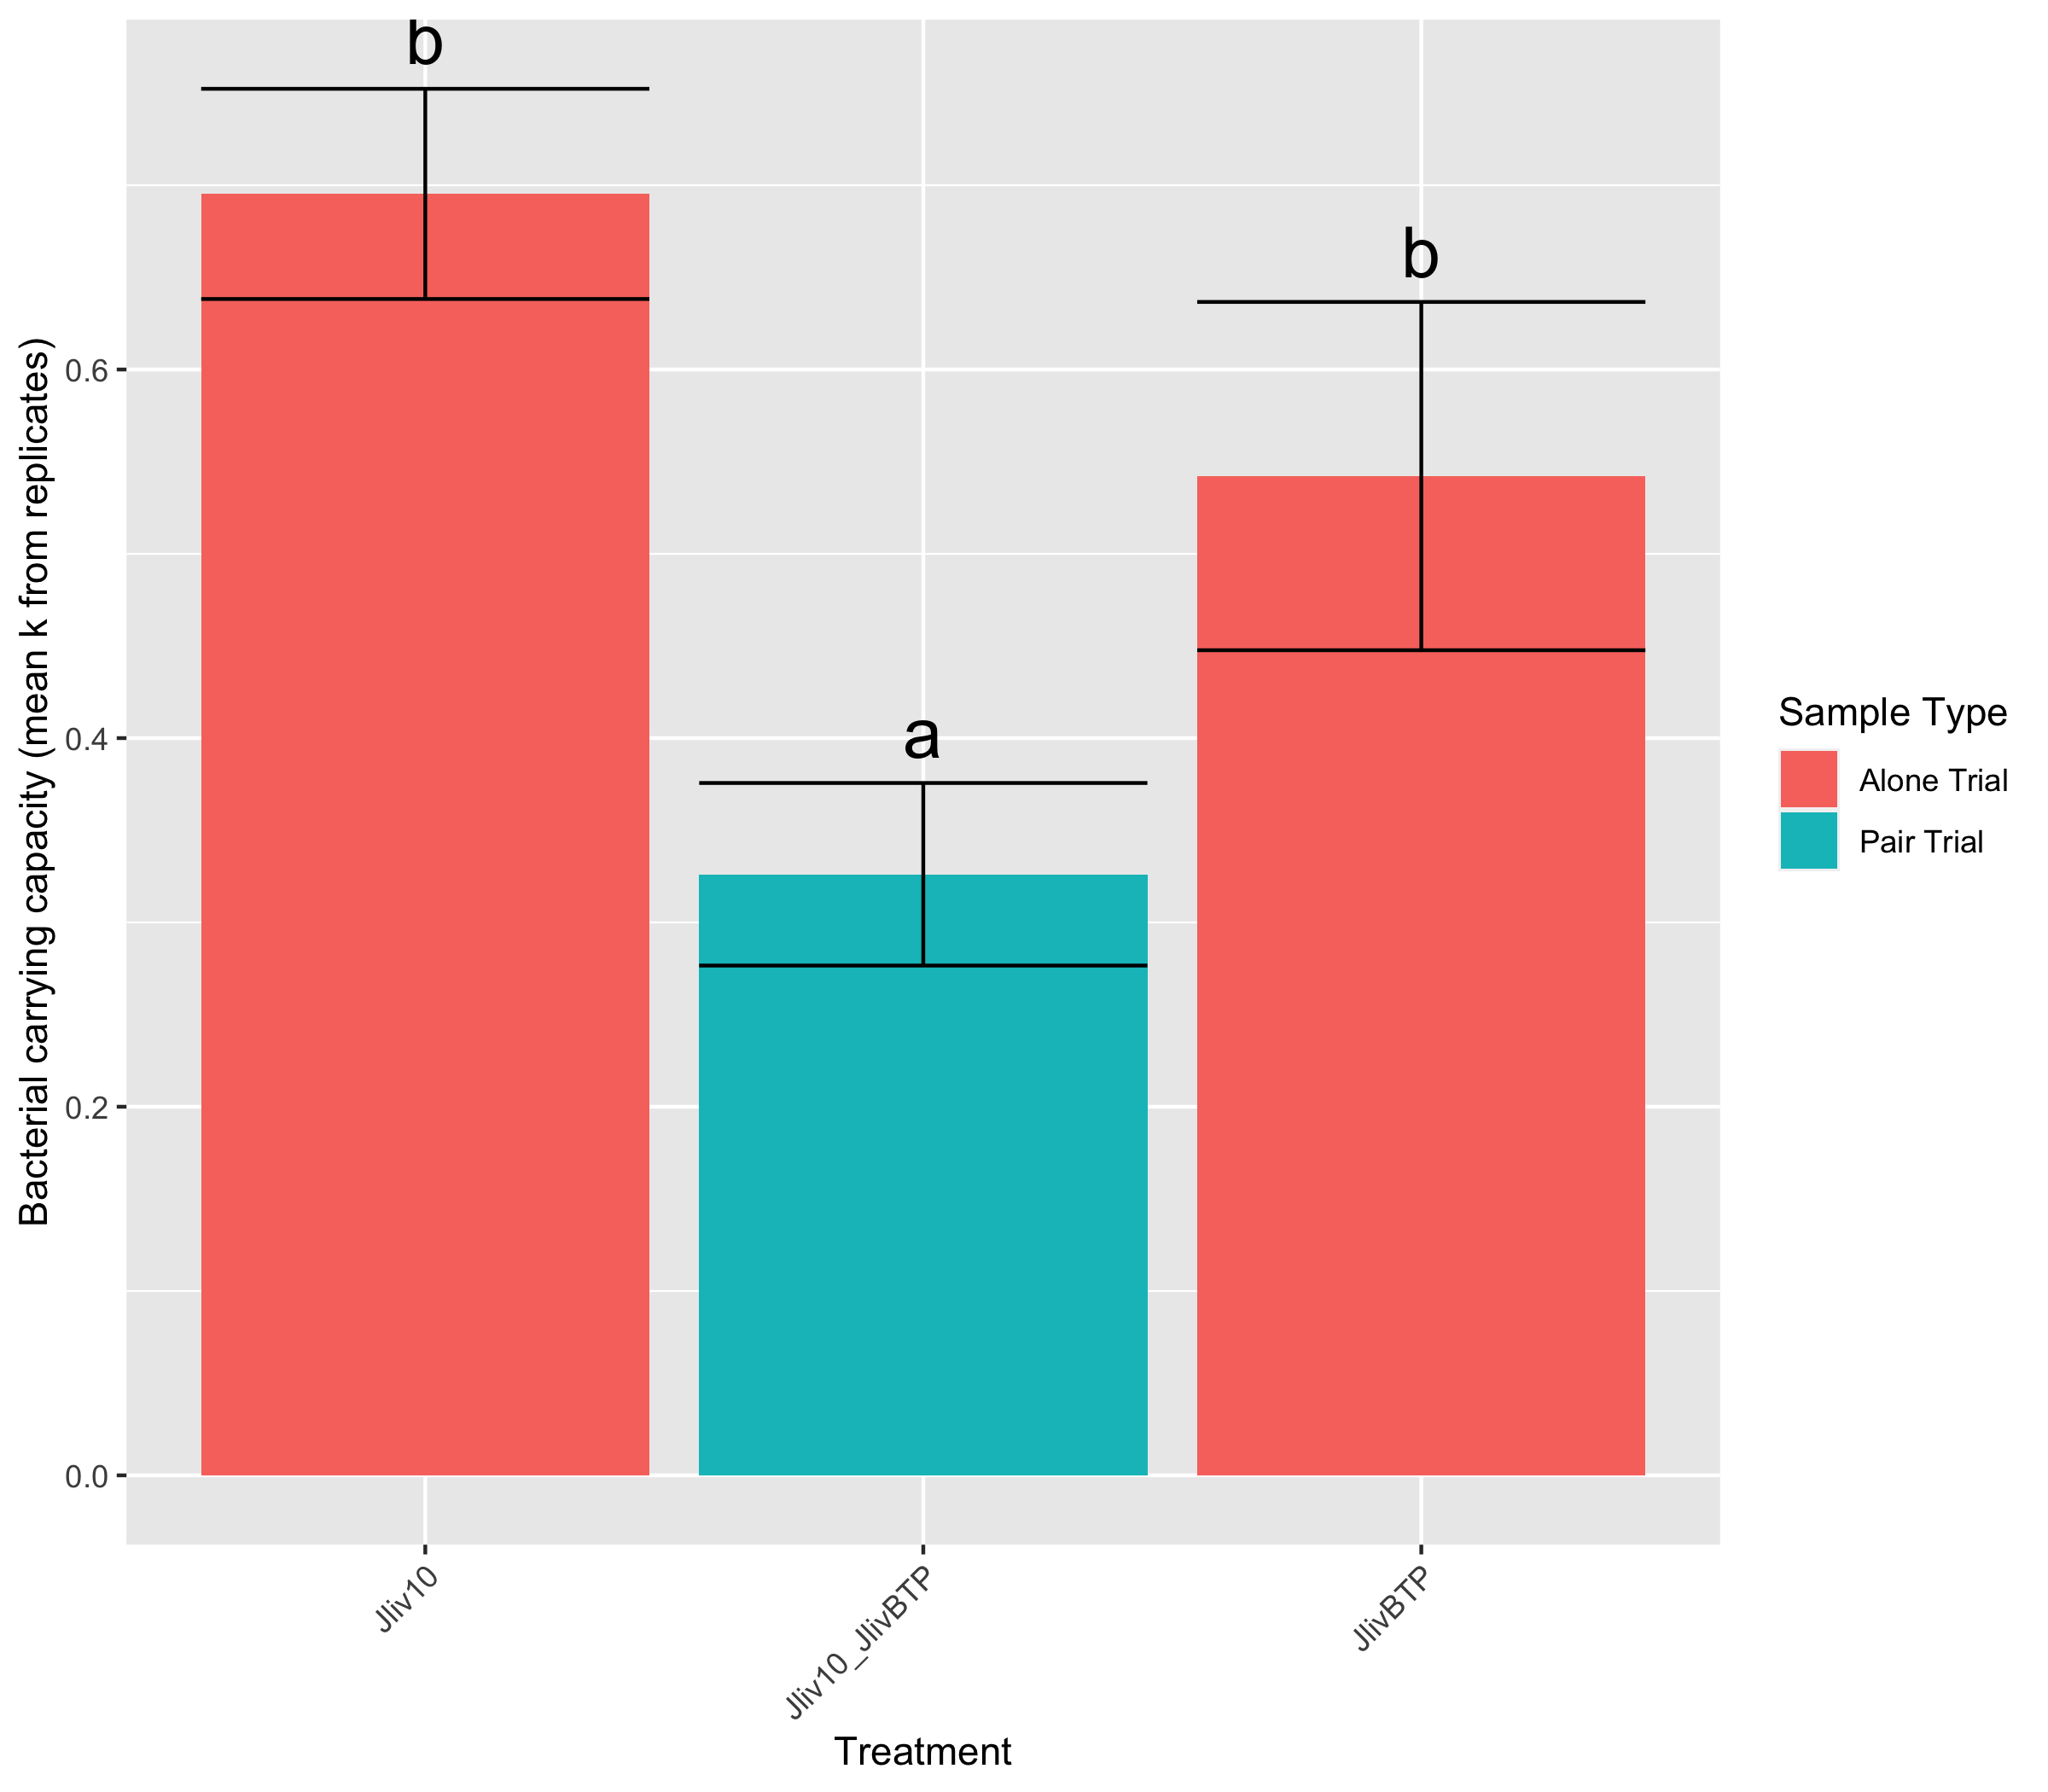 Bacterial carrying capacity (mean k from replicates)
0.6
0.4
0.2
0.0
b
a
b
Jliv10
Jliv10_JlivBTP
JlivBTP
Treatment
Sample Type
Alone Trial
Pair Trial